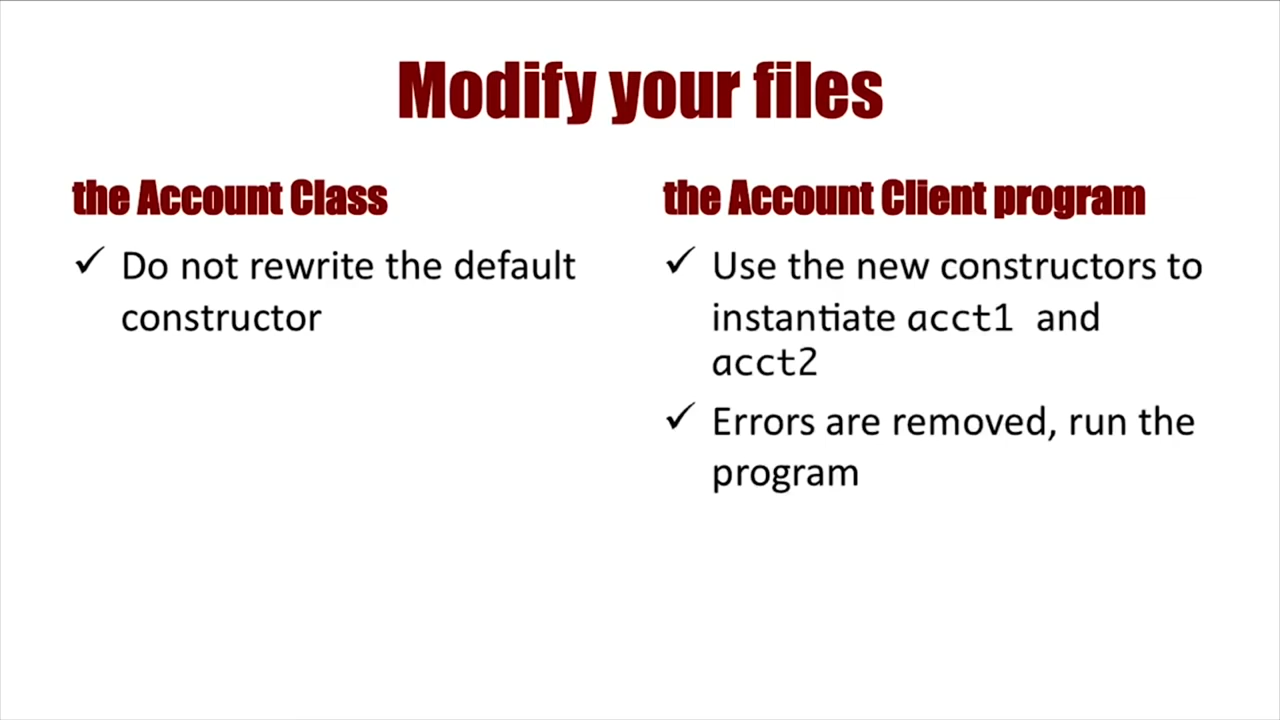 Modify your files
the Account Class
✓ Do not rewrite the default
constructor
the Account Client program
✓ Use the new constructors to
instantiate acct1 and
acct2
✓ Errors are removed, run the
program